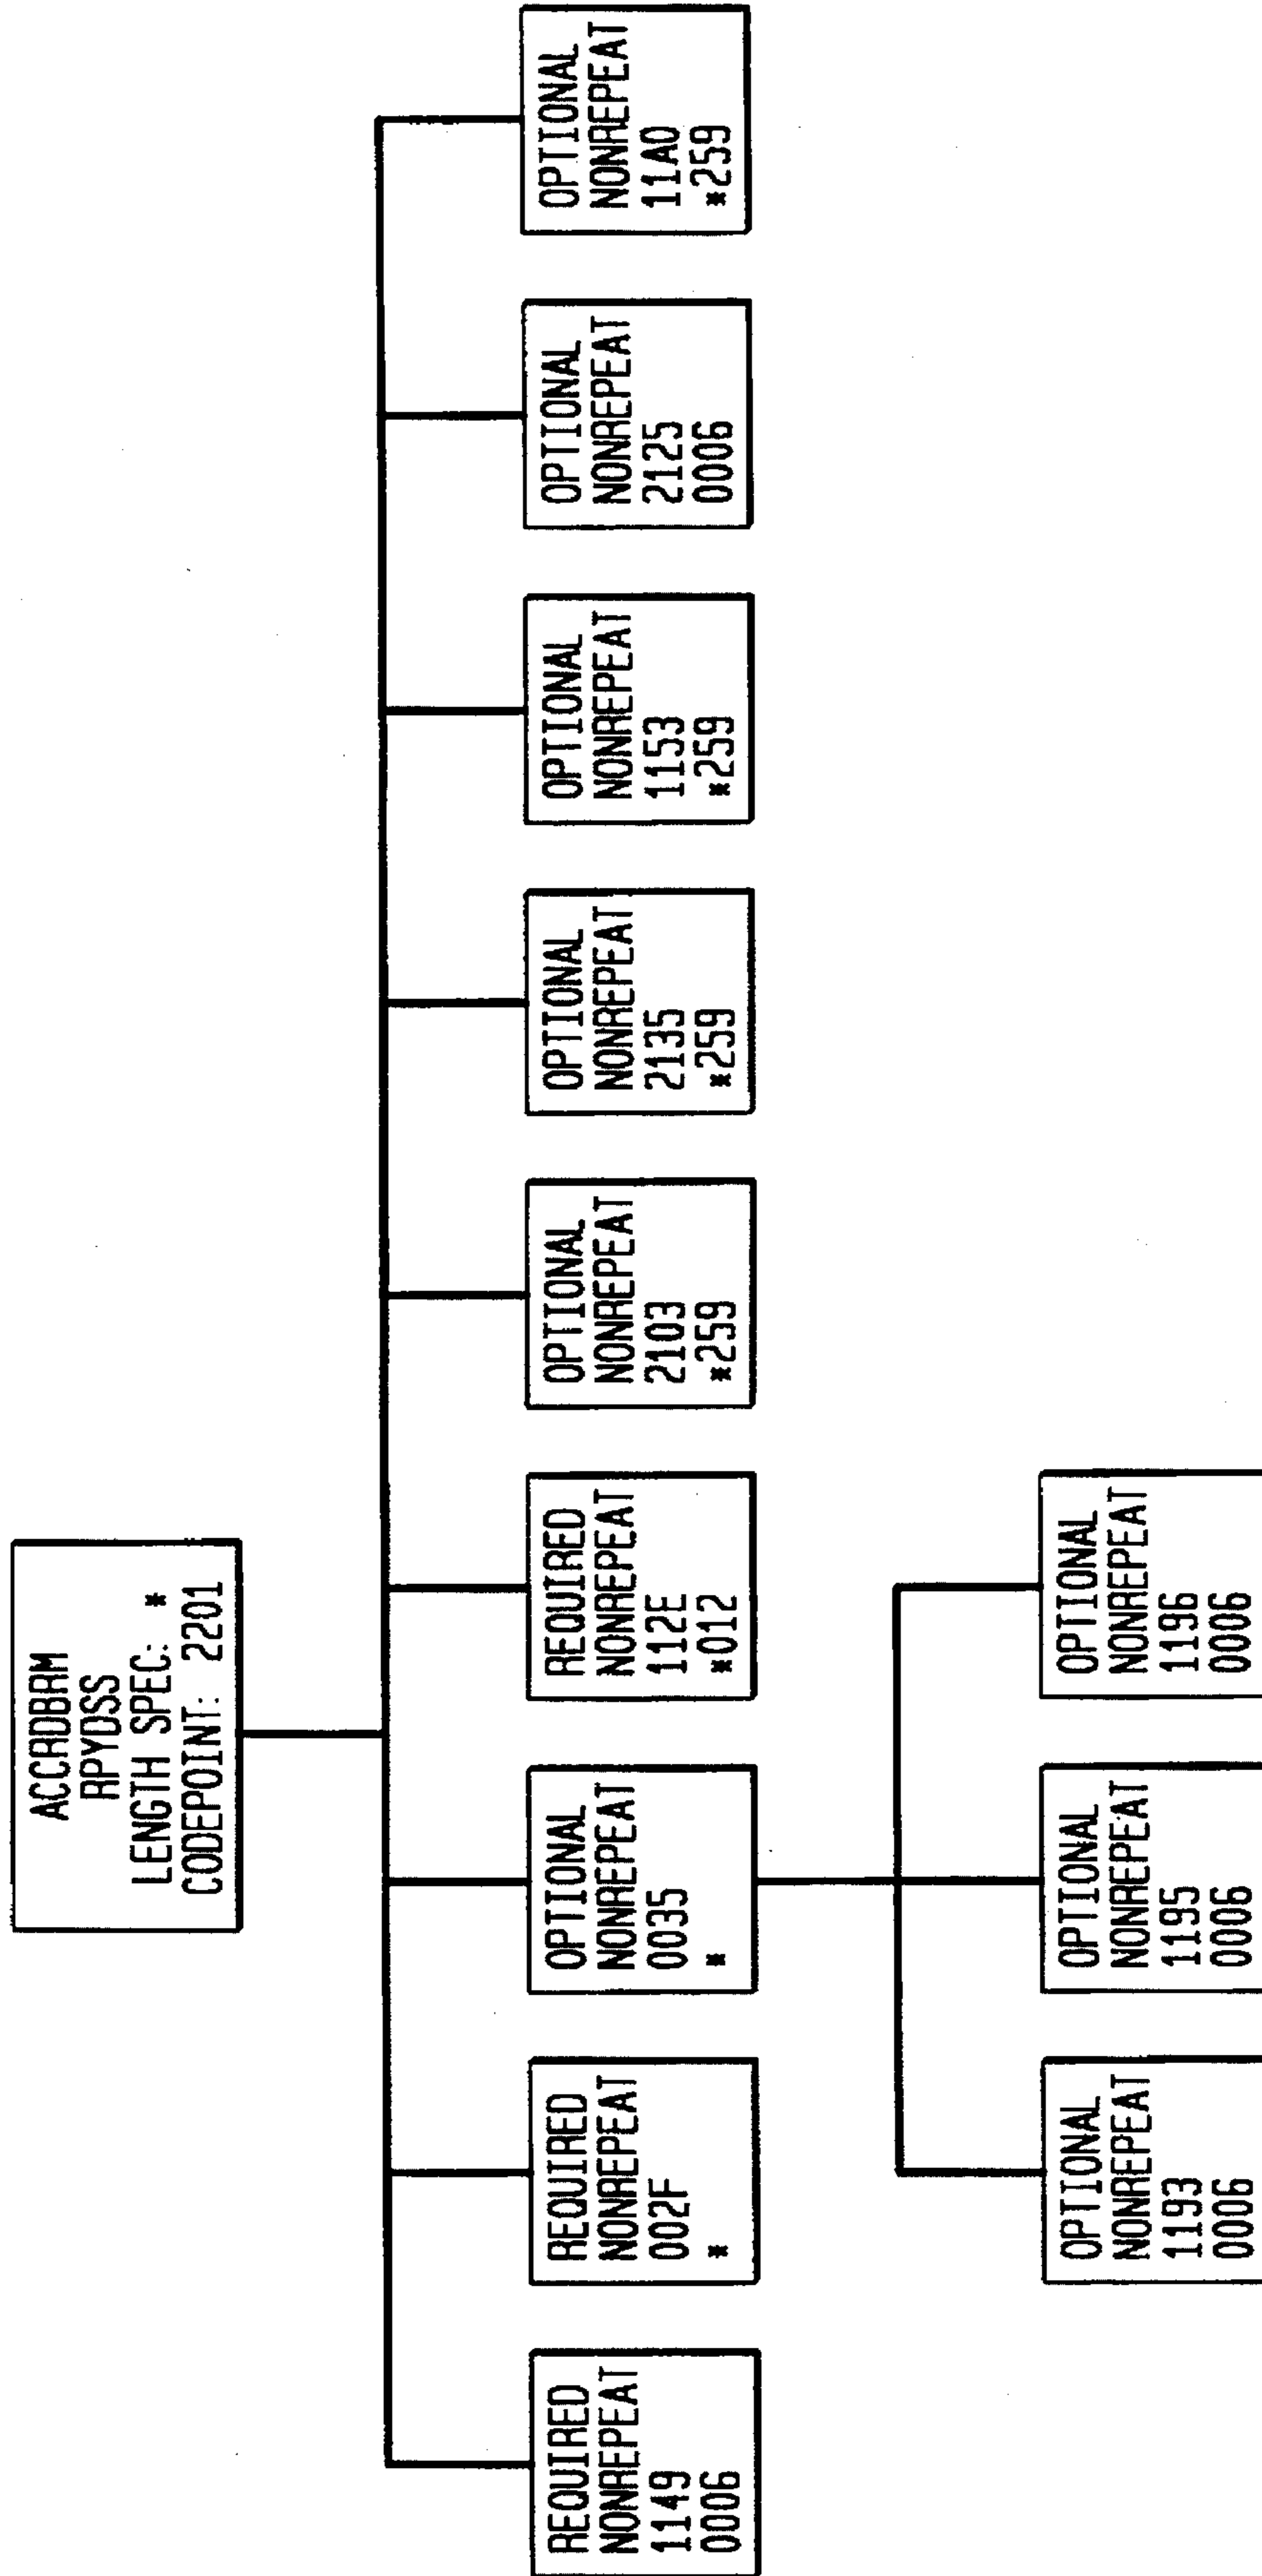 ACCRDBRM
RPYDSS
LENGTH SPEC: *
CODEPOINT: 2201
REQUIRED
NONREPEAT
1149
0006
REQUIRED
NONREPEAT
002F
*
OPTIONAL
NONREPEAT
0035
*
REQUIRED
NONREPEAT
112E
*012
OPTIONAL
NONREPEAT
2103
*259
OPTIONAL
NONREPEAT
2135
*259
OPTIONAL
NONREPEAT
1153
*259
OPTIONAL
NONREPEAT
2125
0006
OPTIONAL
NONREPEAT
11A0
*259
OPTIONAL
NONREPEAT
1193
0006
OPTIONAL
NONREPEAT
1195
0006
OPTIONAL
NONREPEAT
1196
0006